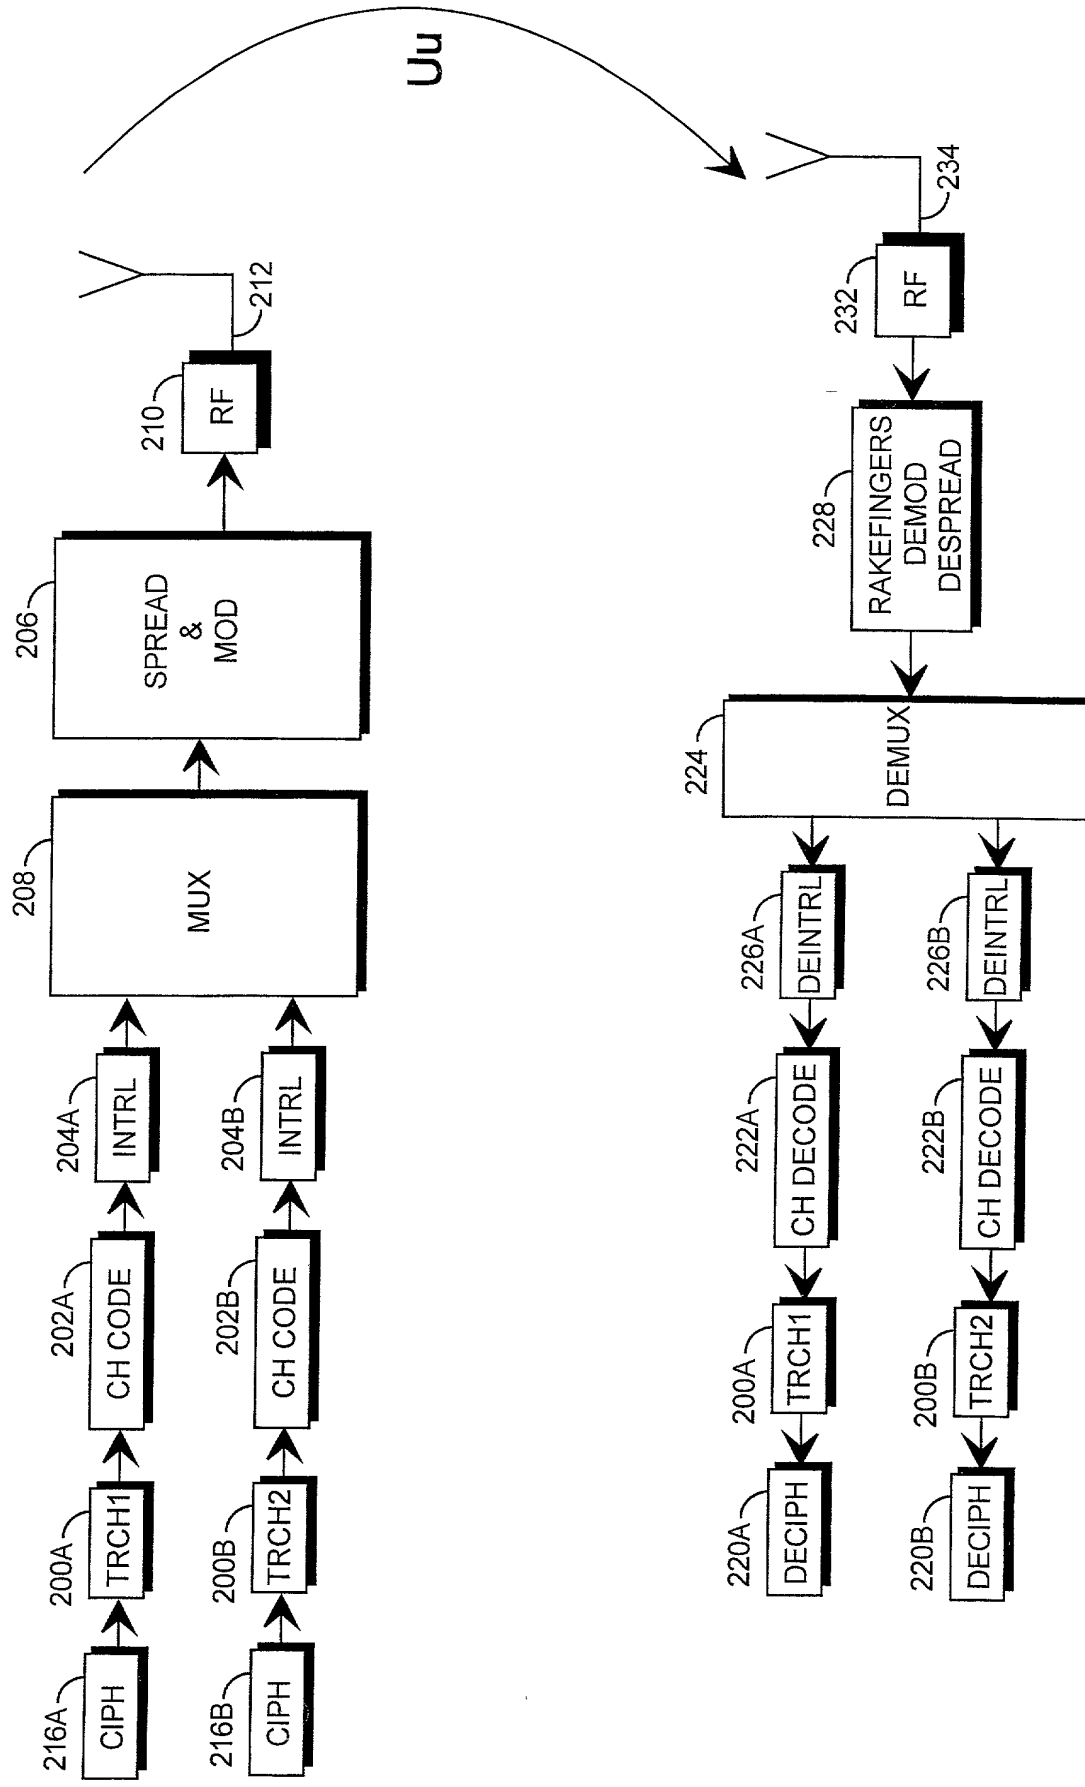 216A
CIPH
200A
TRCH1
202A
CH CODE
204A
INTRL
216B
CIPH
200B
TRCH2
202B
CH CODE
204B
INTRL
208
MUX
206
SPREAD
&
MOD
210
RF
212
Uu
234
232
RF
228
RAKEFINGERS
DEMOD
DESPREAD
224
DEMUX
226A
DEINTRL
222A
CH DECODE
200A
TRCH1
220A
DECIPH
226B
DEINTRL
222B
CH DECODE
200B
TRCH2
220B
DECIPH